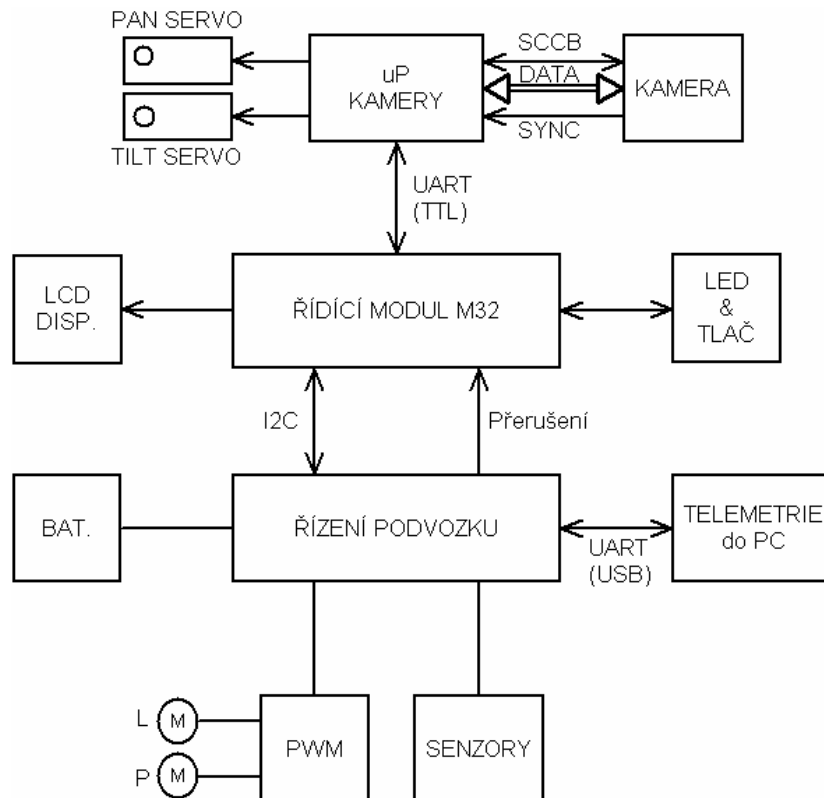 PAN SERVO
TILT SERVO
uP
KAMERY
SCCB
DATA
SYNC
KAMERA
UART
(TTL)
LCD
DISP.
ŘÍDÍCÍ MODUL M32
LED
&
TLAČ
I2C
Přerušení
BAT.
ŘÍZENÍ PODVOZKU
UART
(USB)
TELEMETRIE
do PC
L
M
P
M
PWM
SENZORY